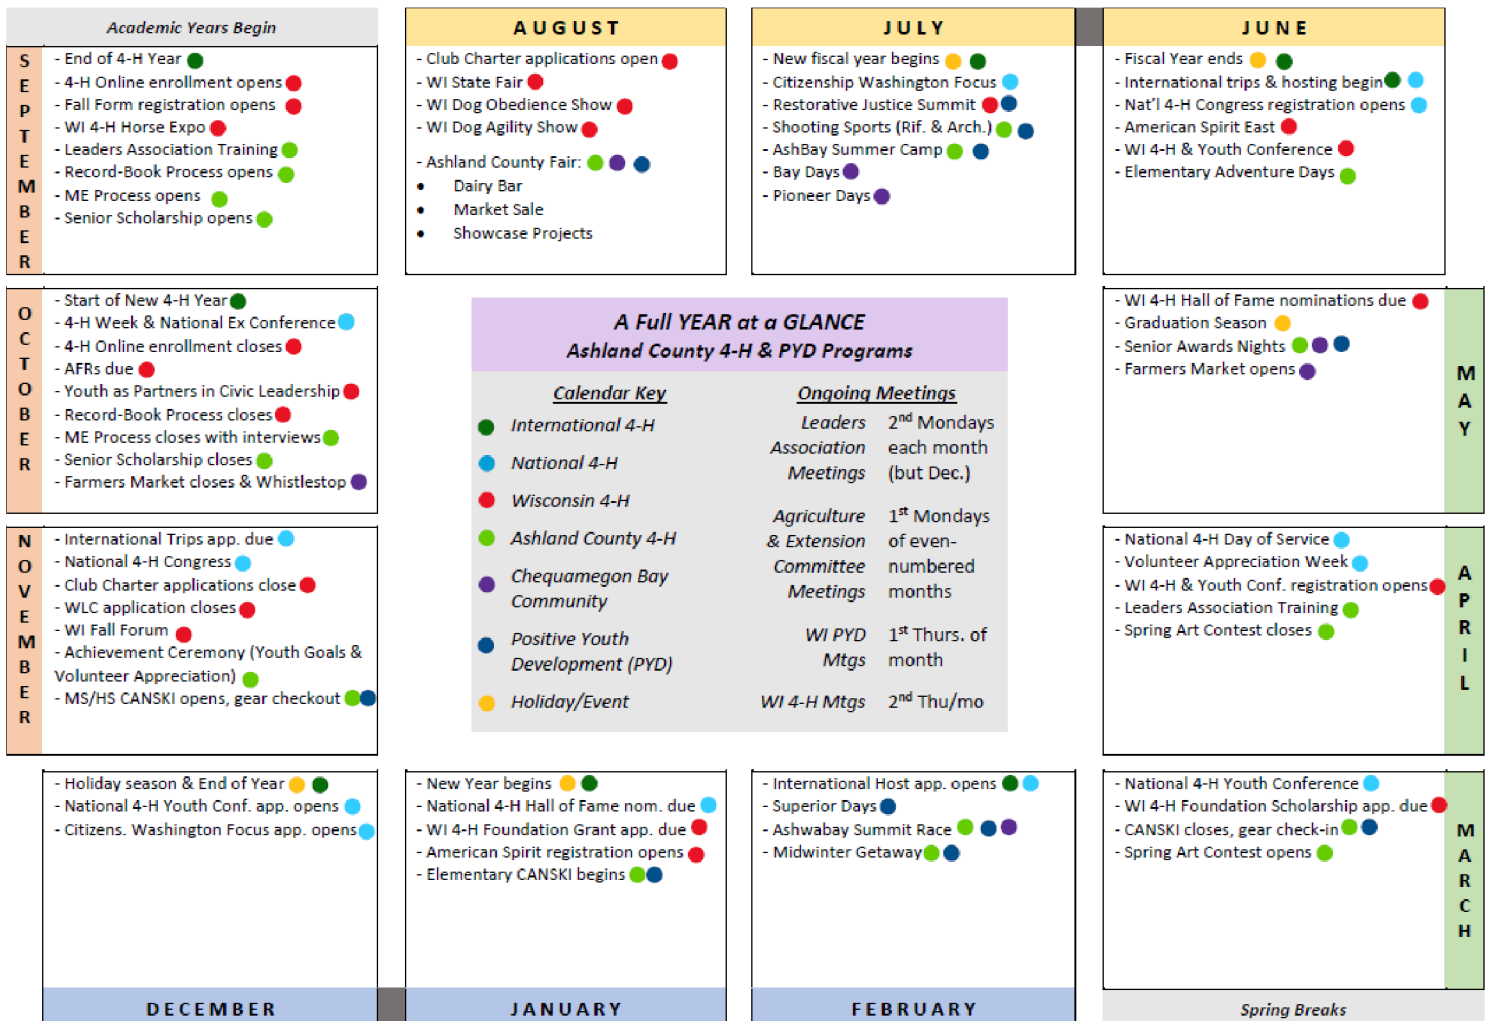 Academic Years Begin
SEPTEMBER
- End of 4-H Year
- 4-H Online enrollment opens
- Fall Form registration opens
- WI 4-H Horse Expo
- Leaders Association Training
- Record-Book Process opens
- ME Process opens
- Senior Scholarship opens
AUGUST
- Club Charter applications open
- WI State Fair
- WI Dog Obedience Show
- WI Dog Agility Show
- Ashland County Fair:
• Dairy Bar
• Market Sale
• Showcase Projects
JULY
- New fiscal year begins
- Citizenship Washington Focus
- Restorative Justice Summit
- Shooting Sports (Rif. & Arch.)
- AshBay Summer Camp
- Bay Days
- Pioneer Days
JUNE
- Fiscal Year ends
- International trips & hosting begin
- Nat'l 4-H Congress registration opens
- American Spirit East
- WI 4-H & Youth Conference
- Elementary Adventure Days
OCTOBER
- Start of New 4-H Year
- 4-H Week & National Ex Conference
- 4-H Online enrollment closes
- AFRs due
- Youth as Partners in Civic Leadership
- Record-Book Process closes
- ME Process closes with interviews
- Senior Scholarship closes
- Farmers Market closes & Whistlestop
A Full YEAR at a GLANCE
Ashland County 4-H & PYD Programs
Calendar Key
International 4-H
National 4-H
Wisconsin 4-H
Ashland County 4-H
Chequamegon Bay
Community
Positive Youth
Development (PYD)
Holiday/Event
Ongoing Meetings
Leaders 2nd Mondays
Association each month
Meetings (but Dec.)
Agriculture 1st Mondays
& Extension of even-
Committee numbered
Meetings months
WI PYD 1st Thurs. of
Mtgs month
WI 4-H Mtgs 2nd Thu/mo
- WI 4-H Hall of Fame nominations due
- Graduation Season
- Senior Awards Nights
- Farmers Market opens
MAY
NOVEMBER
- International Trips app. due
- National 4-H Congress
- Club Charter applications close
- WLC application closes
- WI Fall Forum
- Achievement Ceremony (Youth Goals &
Volunteer Appreciation)
- MS/HS CANSKI opens, gear checkout
- National 4-H Day of Service
- Volunteer Appreciation Week
- WI 4-H & Youth Conf. registration opens
- Leaders Association Training
- Spring Art Contest closes
APRIL
- Holiday season & End of Year
- National 4-H Youth Conf. app. opens
- Citizens. Washington Focus app. opens
DECEMBER
- New Year begins
- National 4-H Hall of Fame nom. due
- WI 4-H Foundation Grant app. due
- American Spirit registration opens
- Elementary CANSKI begins
JANUARY
- International Host app. opens
- Superior Days
- Ashwabay Summit Race
- Midwinter Getaway
FEBRUARY
- National 4-H Youth Conference
- WI 4-H Foundation Scholarship app. due
- CANSKI closes, gear check-in
- Spring Art Contest opens
MARCH
Spring Breaks